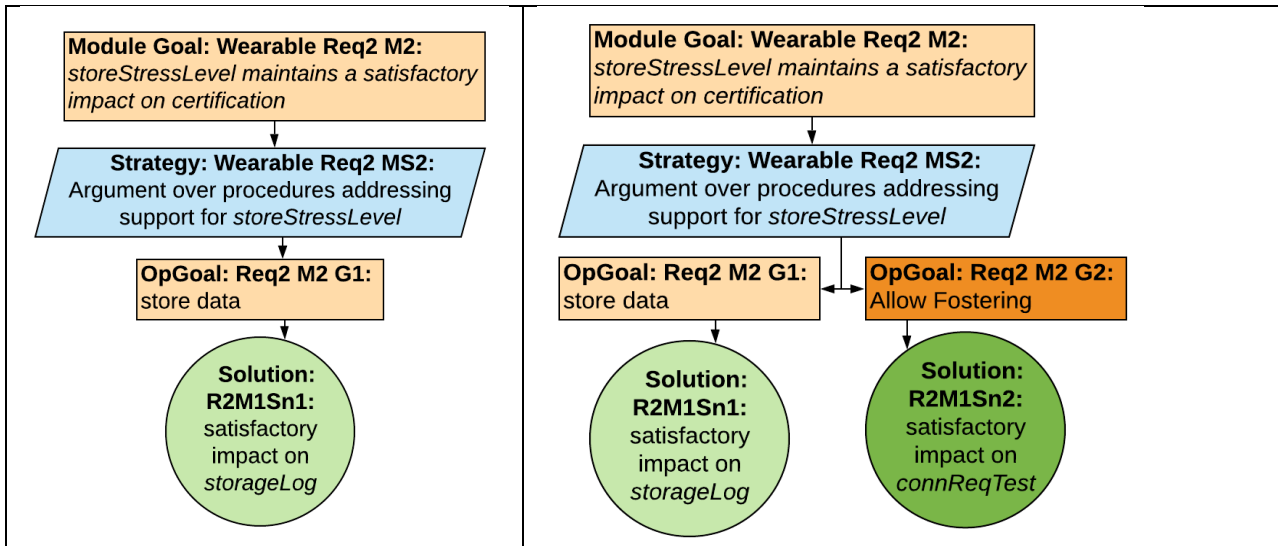 Module Goal: Wearable Req2 M2:
storeStressLevel maintains a satisfactory
impact on certification
Strategy: Wearable Req2 MS2:
Argument over procedures addressing
support for storeStressLevel
OpGoal: Req2 M2 G1:
store data
Solution:
R2M1Sn1:
satisfactory
impact on
storageLog
Module Goal: Wearable Req2 M2:
storeStressLevel maintains a satisfactory
impact on certification
Strategy: Wearable Req2 MS2:
Argument over procedures addressing
support for storeStressLevel
OpGoal: Req2 M2 G1:
store data
OpGoal: Req2 M2 G2:
Allow Fostering
Solution:
R2M1Sn1:
satisfactory
impact on
storageLog
Solution:
R2M1Sn2:
satisfactory
impact on
connReqTest